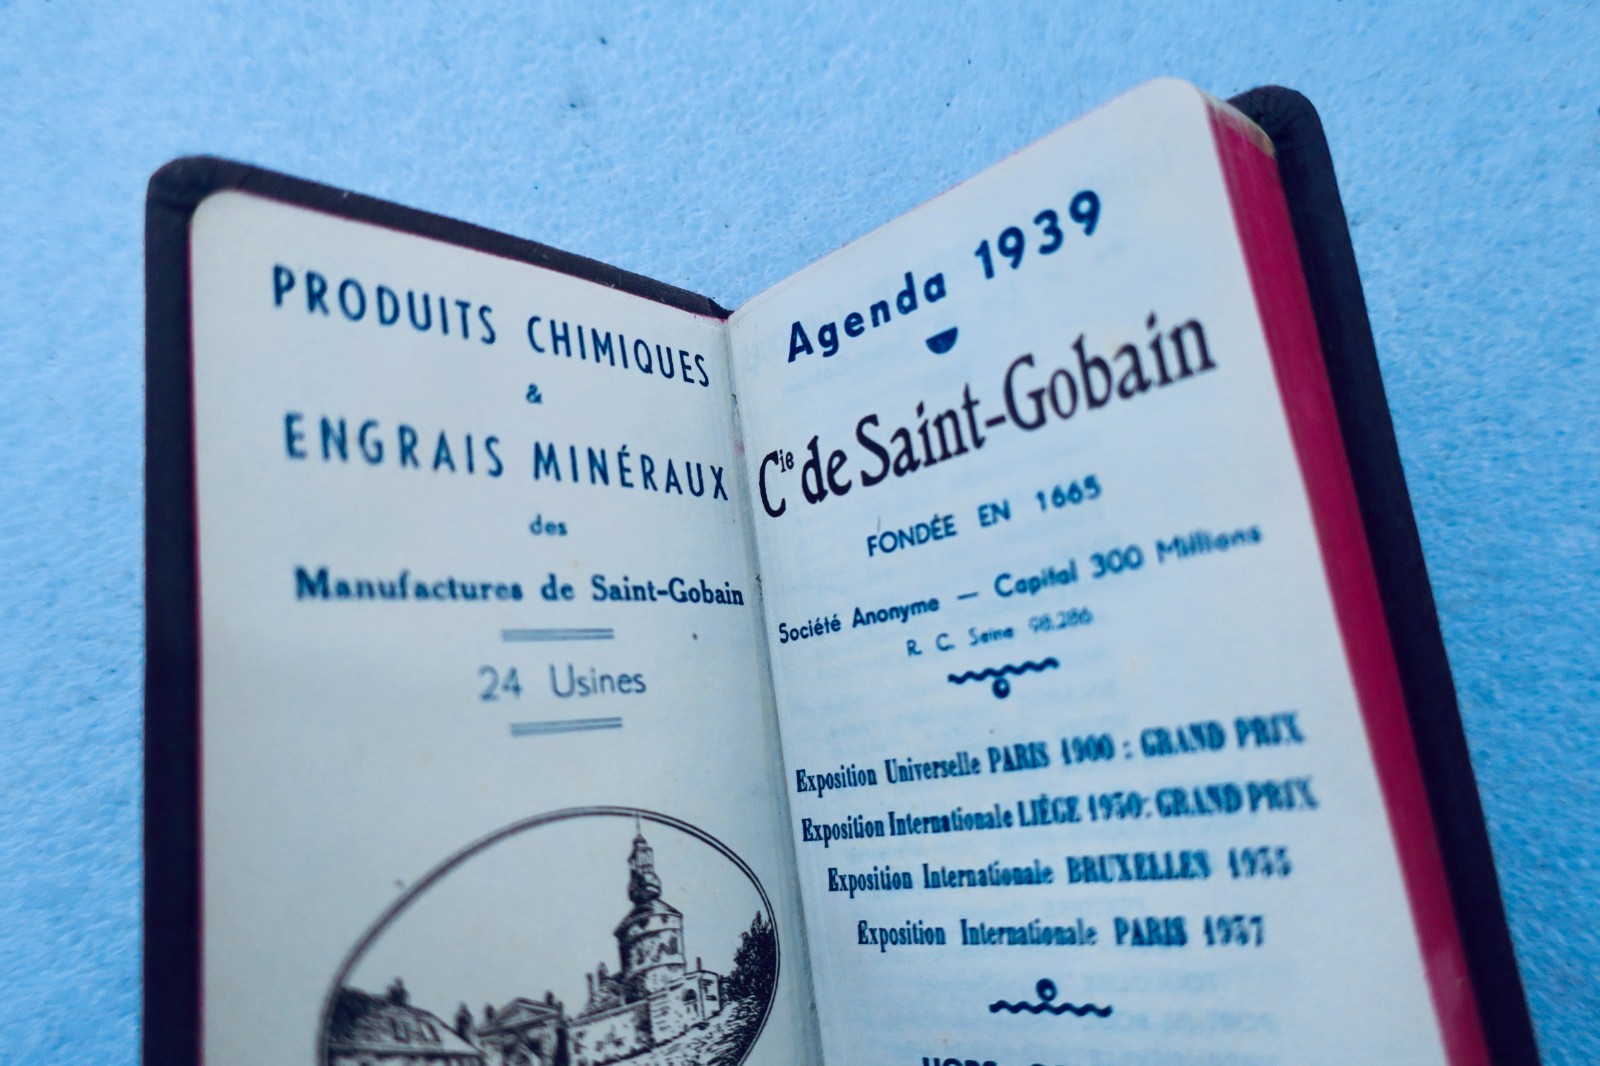 PRODUITS CHIMIQUES
&
ENGRAIS MINÉRAUX
des
Manufactures de Saint-Gobain
24 Usines
Agenda 1939
Cie de Saint-Gobain
FONDÉE EN 1665
Société Anonyme — Capital 300 Millions
R. C. Seine 98.286
Exposition Universelle PARIS 1900 : GRAND PRIX
Exposition Internationale LIÉGE 1930 : GRAND PRIX
Exposition Internationale BRUXELLES 1935
Exposition Internationale PARIS 1937
HORS